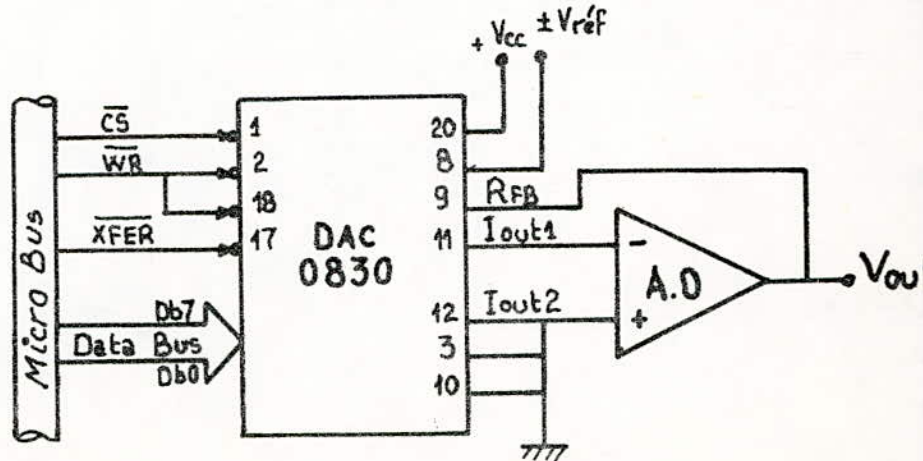 + Vcc ± Vréf
Micro Bus
CS
WR
XFER
Db7
Data Bus
Db0
1
2
18
17
DAC
0830
20
8
9
11
12
3
10
RFB
Iout1
Iout2
-
+
A.O
Vou